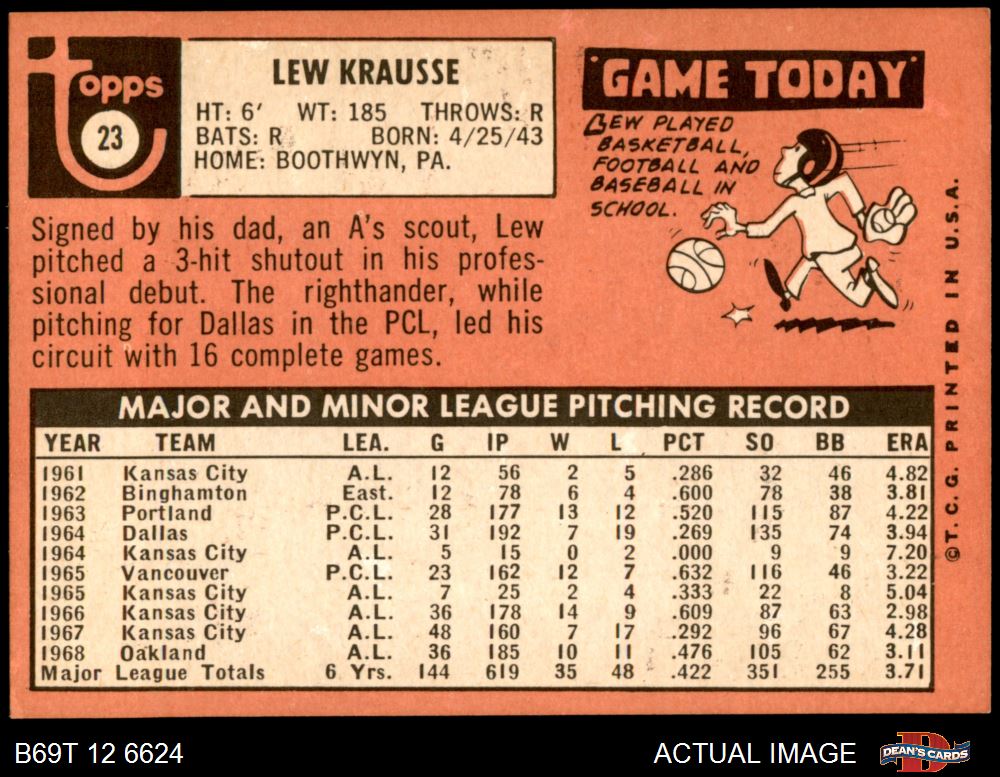 Topps
23
LEW KRAUSSE
HT: 6' WT: 185 THROWS: R
BATS: R BORN: 4/25/43
HOME: BOOTHWYN, PA.
"GAME TODAY"
LEW PLAYED
BASKETBALL,
FOOTBALL AND
BASEBALL IN
SCHOOL.
Signed by his dad, an A's scout, Lew
pitched a 3-hit shutout in his profes-
sional debut. The righthander, while
pitching for Dallas in the PCL, led his
circuit with 16 complete games.
MAJOR AND MINOR LEAGUE PITCHING RECORD
YEAR TEAM LEA. G IP W L PCT SO BB ERA
1961 Kansas City A.L. 12 56 2 5 .286 32 46 4.82
1962 Binghamton East. 12 78 6 4 .600 78 38 3.81
1963 Portland P.C.L. 28 177 13 12 .520 115 87 4.22
1964 Dallas P.C.L. 31 192 7 19 .269 135 74 3.94
1964 Kansas City A.L. 5 15 0 2 .000 9 9 7.20
1965 Vancouver P.C.L. 23 162 12 7 .632 116 46 3.22
1965 Kansas City A.L. 7 25 2 4 .333 22 8 5.04
1966 Kansas City A.L. 36 178 14 9 .609 87 63 2.98
1967 Kansas City A.L. 48 160 7 17 .292 96 67 4.28
1968 Oakland A.L. 36 185 10 11 .476 105 62 3.11
Major League Totals 6 Yrs. 144 619 35 48 .422 351 255 3.71
©T.C.G. PRINTED IN U.S.A.
B69T 12 6624
ACTUAL IMAGE
DEAN'S CARDS